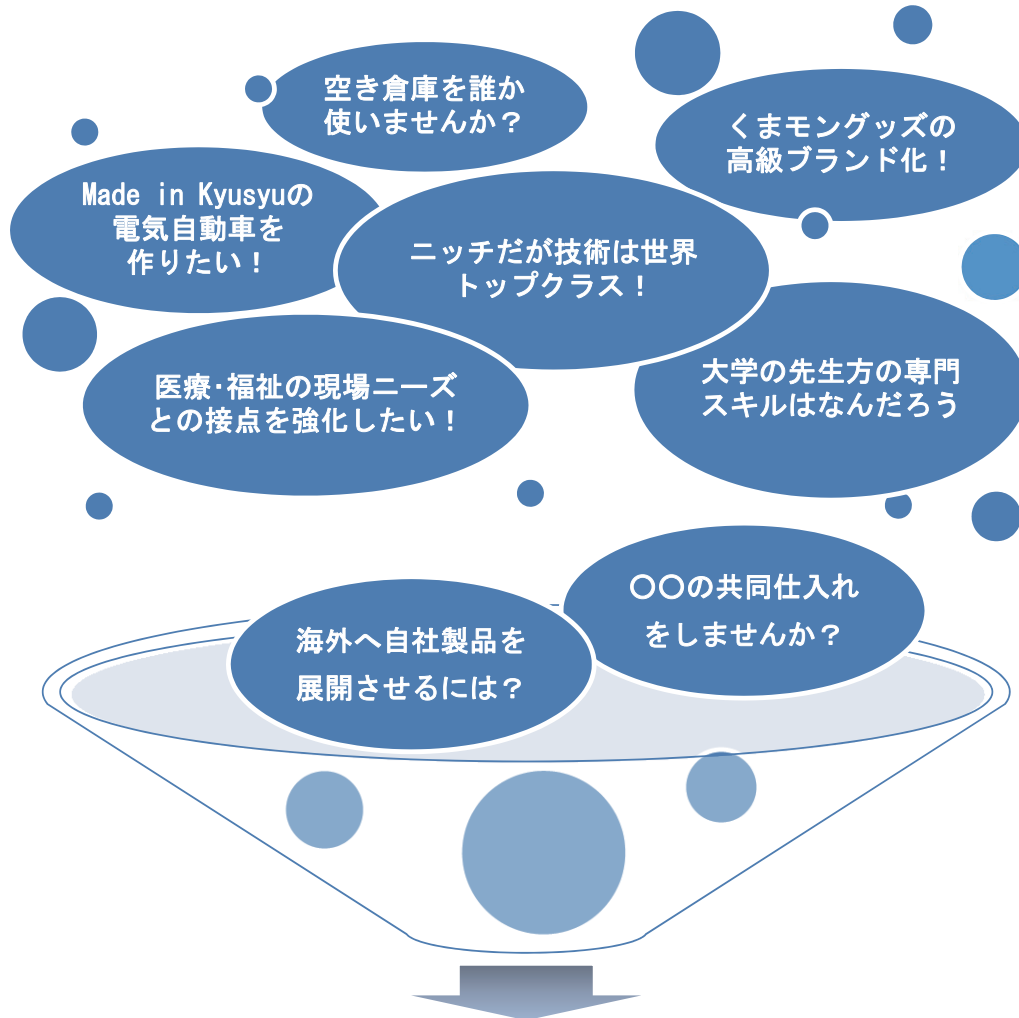 空き倉庫を誰か
使いませんか？
くまモングッズの
高級ブランド化！
Made in Kyusyuの
電気自動車を
作りたい！
ニッチだが技術は世界
トップクラス！
医療・福祉の現場ニーズ
との接点を強化したい！
大学の先生方の専門
スキルはなんだろう
〇〇の共同仕入れ
をしませんか？
海外へ自社製品を
展開させるには？